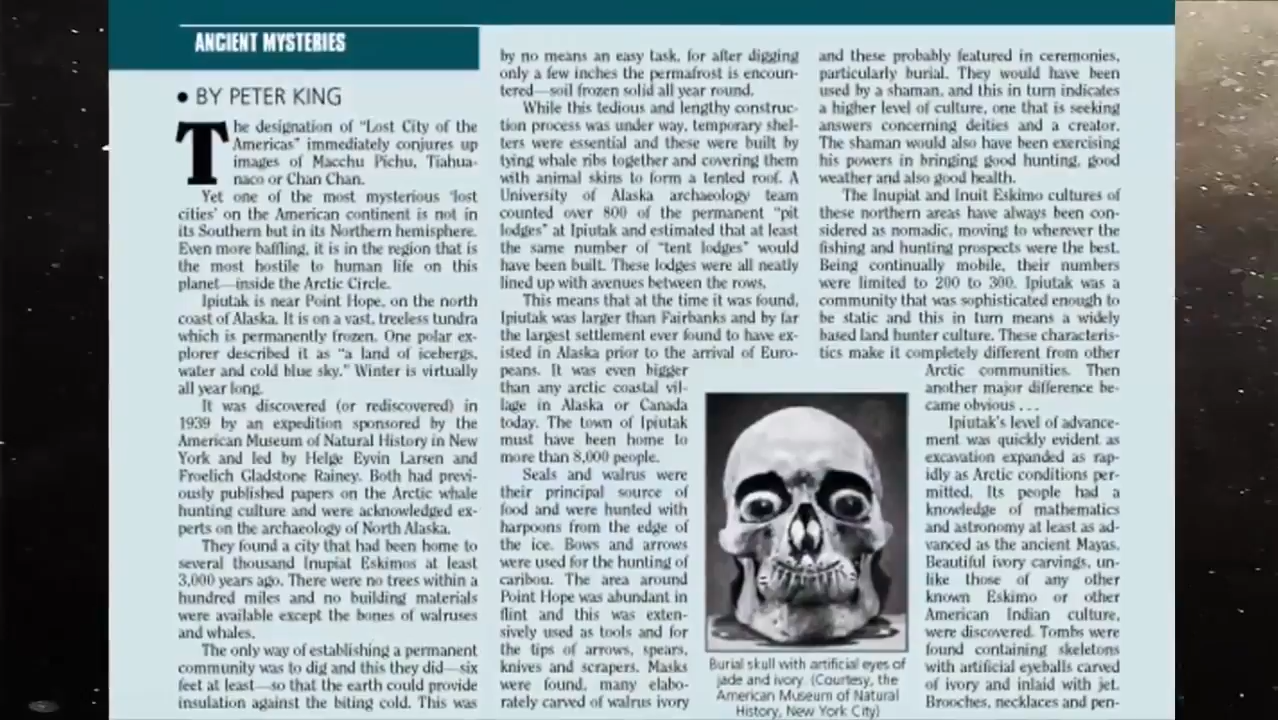 ANCIENT MYSTERIES
• BY PETER KING
The designation of "Lost City of the
Americas" immediately conjures up
images of Macchu Pichu, Tiahua-
naco or Chan Chan.
Yet one of the most mysterious 'lost
cities' on the American continent is not in
its Southern but in its Northern hemisphere.
Even more baffling, it is in the region that is
the most hostile to human life on this
planet—inside the Arctic Circle.
Ipiutak is near Point Hope, on the north
coast of Alaska. It is on a vast, treeless tundra
which is permanently frozen. One polar ex-
plorer described it as "a land of icebergs,
water and cold blue sky." Winter is virtually
all year long.
It was discovered (or rediscovered) in
1939 by an expedition sponsored by the
American Museum of Natural History in New
York and led by Helge Eyvin Larsen and
Froelich Gladstone Rainey. Both had previ-
ously published papers on the Arctic whale
hunting culture and were acknowledged ex-
perts on the archaeology of North Alaska.
They found a city that had been home to
several thousand Inupiat Eskimos at least
3,000 years ago. There were no trees within a
hundred miles and no building materials
were available except the bones of walruses
and whales.
The only way of establishing a permanent
community was to dig and this they did—six
feet at least—so that the earth could provide
insulation against the biting cold. This was
by no means an easy task, for after digging
only a few inches the permafrost is encoun-
tered—soil frozen solid all year round.
While this tedious and lengthy construc-
tion process was under way, temporary shel-
ters were essential and these were built by
tying whale ribs together and covering them
with animal skins to form a tented roof. A
University of Alaska archaeology team
counted over 800 of the permanent "pit
lodges" at Ipiutak and estimated that at least
the same number of "tent lodges" would
have been built. These lodges were all neatly
lined up with avenues between the rows.
This means that at the time it was found,
Ipiutak was larger than Fairbanks and by far
the largest settlement ever found to have ex-
isted in Alaska prior to the arrival of Euro-
peans. It was even bigger
than any arctic coastal vil-
lage in Alaska or Canada
today. The town of Ipiutak
must have been home to
more than 8,000 people.
Seals and walrus were
their principal source of
food and were hunted with
harpoons from the edge of
the ice. Bows and arrows
were used for the hunting of
caribou. The area around
Point Hope was abundant in
flint and this was exten-
sively used as tools and for
the tips of arrows, spears,
knives and scrapers. Masks
were found, many elabo-
rately carved of walrus ivory
and these probably featured in ceremonies,
particularly burial. They would have been
used by a shaman, and this in turn indicates
a higher level of culture, one that is seeking
answers concerning deities and a creator.
The shaman would also have been exercising
his powers in bringing good hunting, good
weather and also good health.
The Inupiat and Inuit Eskimo cultures of
these northern areas have always been con-
sidered as nomadic, moving to wherever the
fishing and hunting prospects were the best.
Being continually mobile, their numbers
were limited to 200 to 300. Ipiutak was a
community that was sophisticated enough to
be static and this in turn means a widely
based land hunter culture. These characteris-
tics make it completely different from other
Arctic communities. Then
another major difference be-
came obvious . . .
Ipiutak's level of advance-
ment was quickly evident as
excavation expanded as rap-
idly as Arctic conditions per-
mitted. Its people had a
knowledge of mathematics
and astronomy at least as ad-
vanced as the ancient Mayas.
Beautiful ivory carvings, un-
like those of any other
known Eskimo or other
American Indian culture,
were discovered. Tombs were
found containing skeletons
with artificial eyeballs carved
of ivory and inlaid with jet.
Brooches, necklaces and pen-
Burial skull with artificial eyes of
jade and ivory. (Courtesy, the
American Museum of Natural
History, New York City)